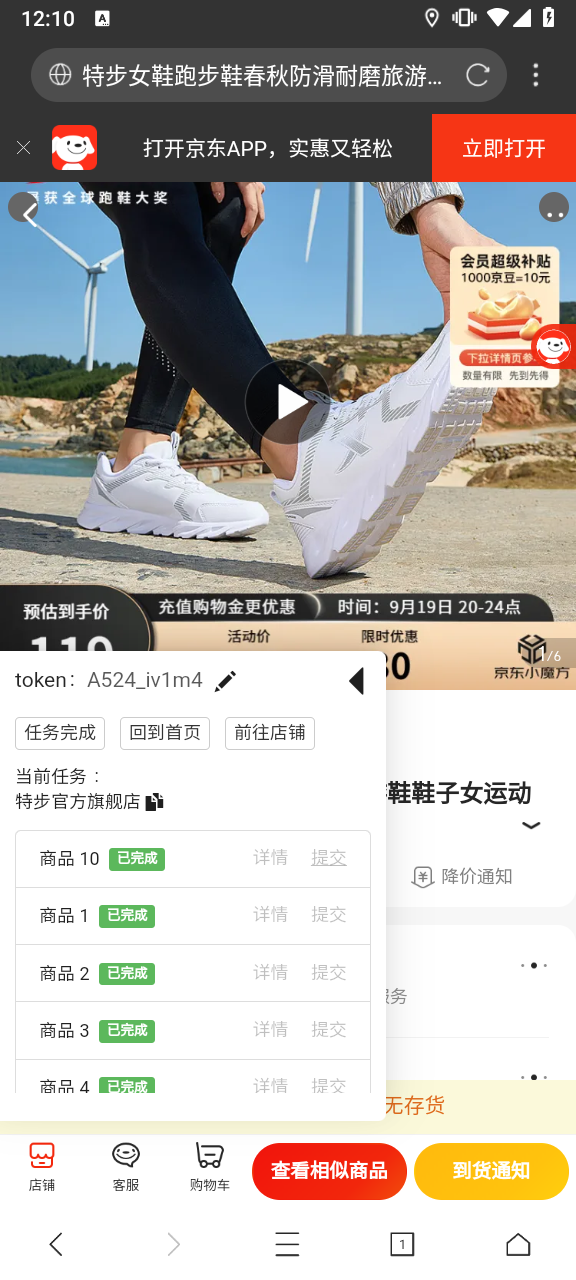 12:10
A
特步女鞋跑步鞋春秋防滑耐磨旅游...
打开京东APP，实惠又轻松
立即打开
获全球跑鞋大奖
会员超级补贴
1000京豆=10元
下拉详情页参
数量有限 先到先得
预估到手价
充值购物金更优惠
时间：9月19日 20-24点
活动价
限时优惠
京东小魔方
1/6
token：A524_iv1m4
任务完成
回到首页
前往店铺
当前任务：
特步官方旗舰店
鞋鞋子女运动
降价通知
商品 10 已完成 详情 提交
商品 1 已完成 详情 提交
商品 2 已完成 详情 提交
服务
商品 3 已完成 详情 提交
商品 4 已完成 详情 提交
无存货
店铺
客服
购物车
查看相似商品
到货通知
1